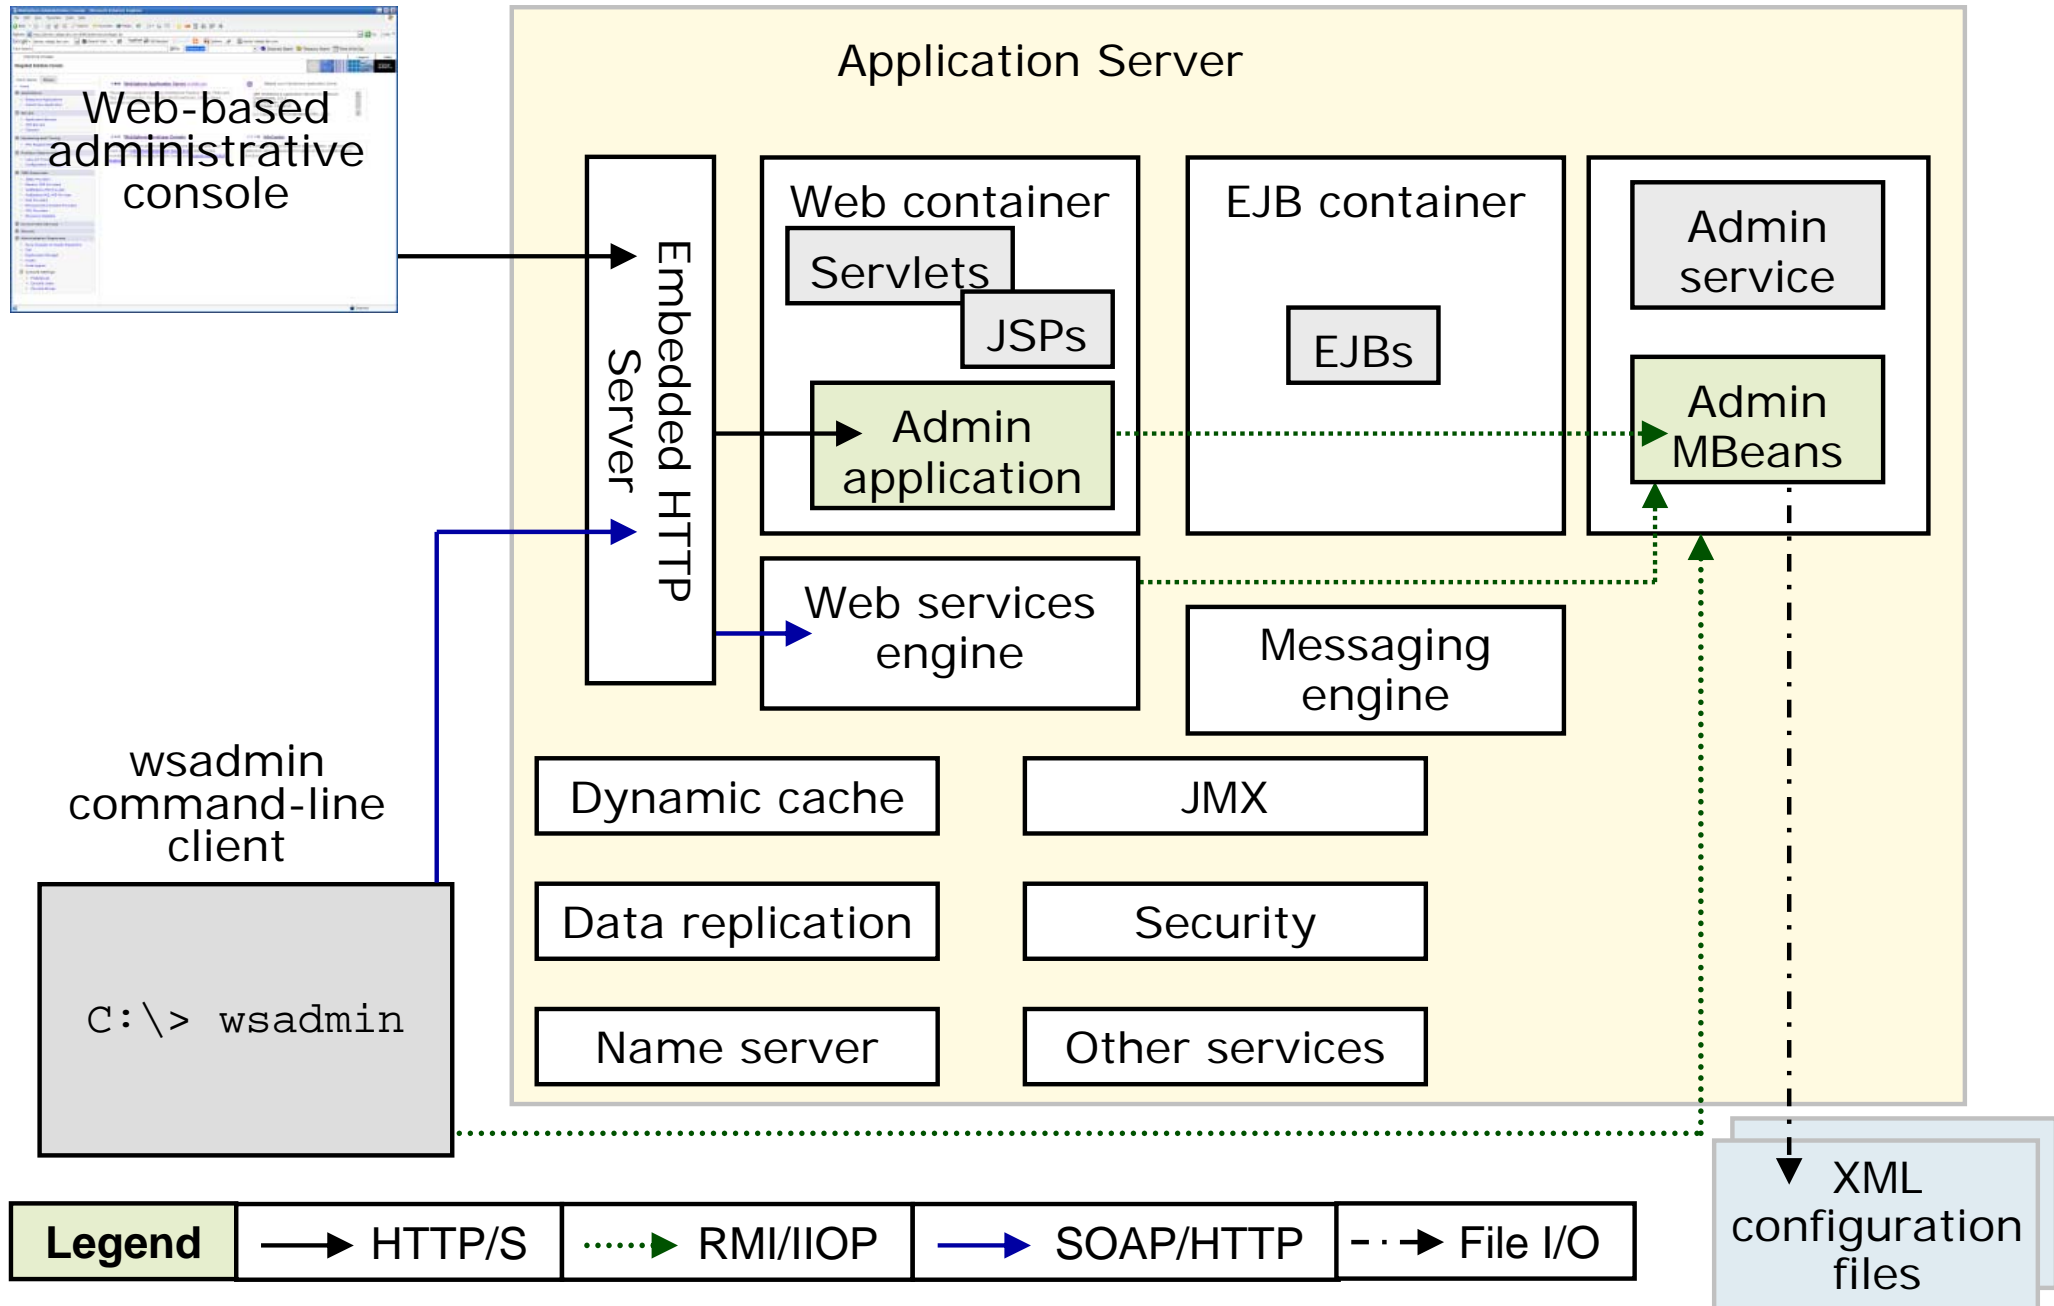 Application Server
Web-based
administrative
console
Embedded HTTP
Server
Web container
Servlets
JSPs
Admin
application
EJB container
EJBs
Admin
service
Admin
MBeans
Web services
engine
Messaging
engine
wsadmin
command-line
client
C:\> wsadmin
Dynamic cache
JMX
Data replication
Security
Name server
Other services
XML
configuration
files
Legend
HTTP/S
RMI/IIOP
SOAP/HTTP
File I/O